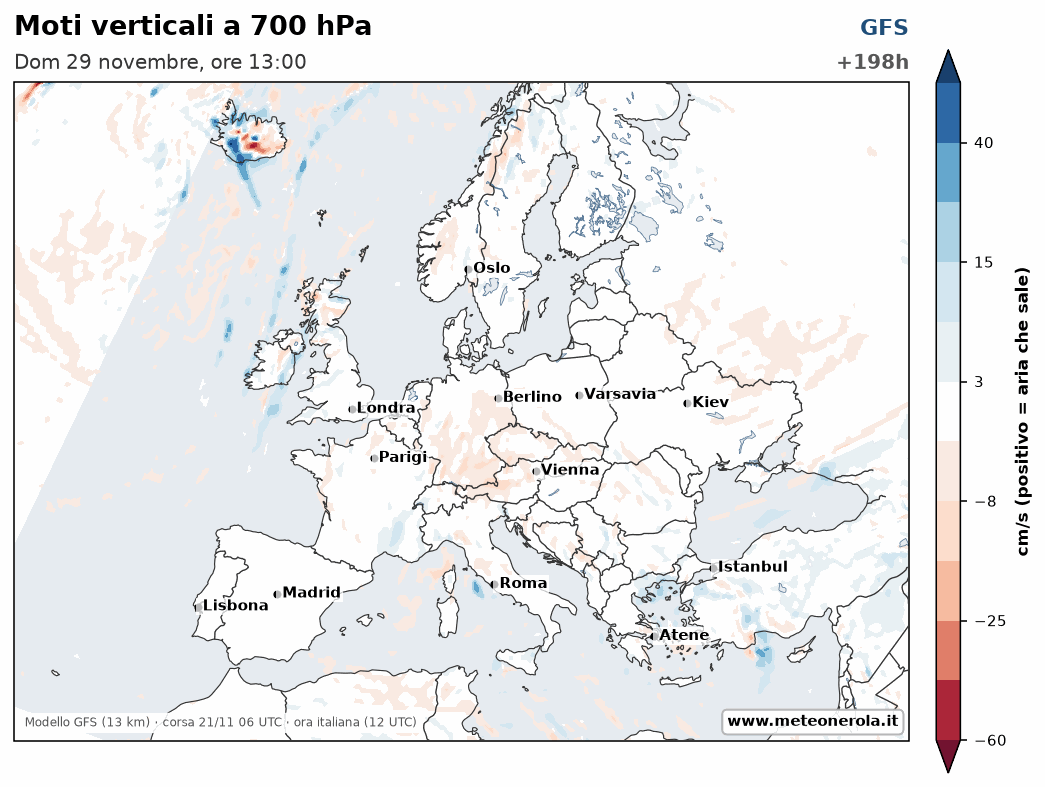 Moti verticali a 700 hPa
GFS
Dom 29 novembre, ore 13:00
+198h
40
15
3
−8
−25
−60
cm/s (positivo = aria che sale)
Oslo
Berlino
Varsavia
Londra
Kiev
Parigi
Vienna
Istanbul
Roma
Madrid
Lisbona
Atene
Modello GFS (13 km) · corsa 21/11 06 UTC · ora italiana (12 UTC)
www.meteonerola.it